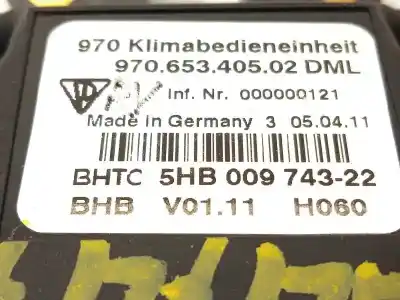 970 Klimabedieneinheit
970.653.405.02 DML
Inf. Nr. 000000121
Made in Germany 3 05.04.11
BHTC 5HB 009 743-22
BHB V01.11 H060